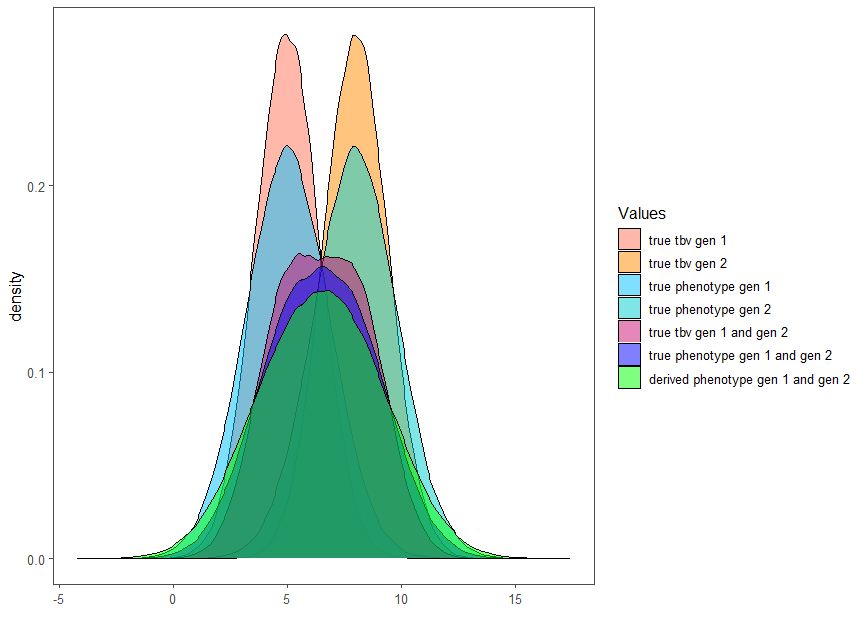 density
0.2
0.1
0.0
-5
0
5
10
15
Values
true tbv gen 1
true tbv gen 2
true phenotype gen 1
true phenotype gen 2
true tbv gen 1 and gen 2
true phenotype gen 1 and gen 2
derived phenotype gen 1 and gen 2